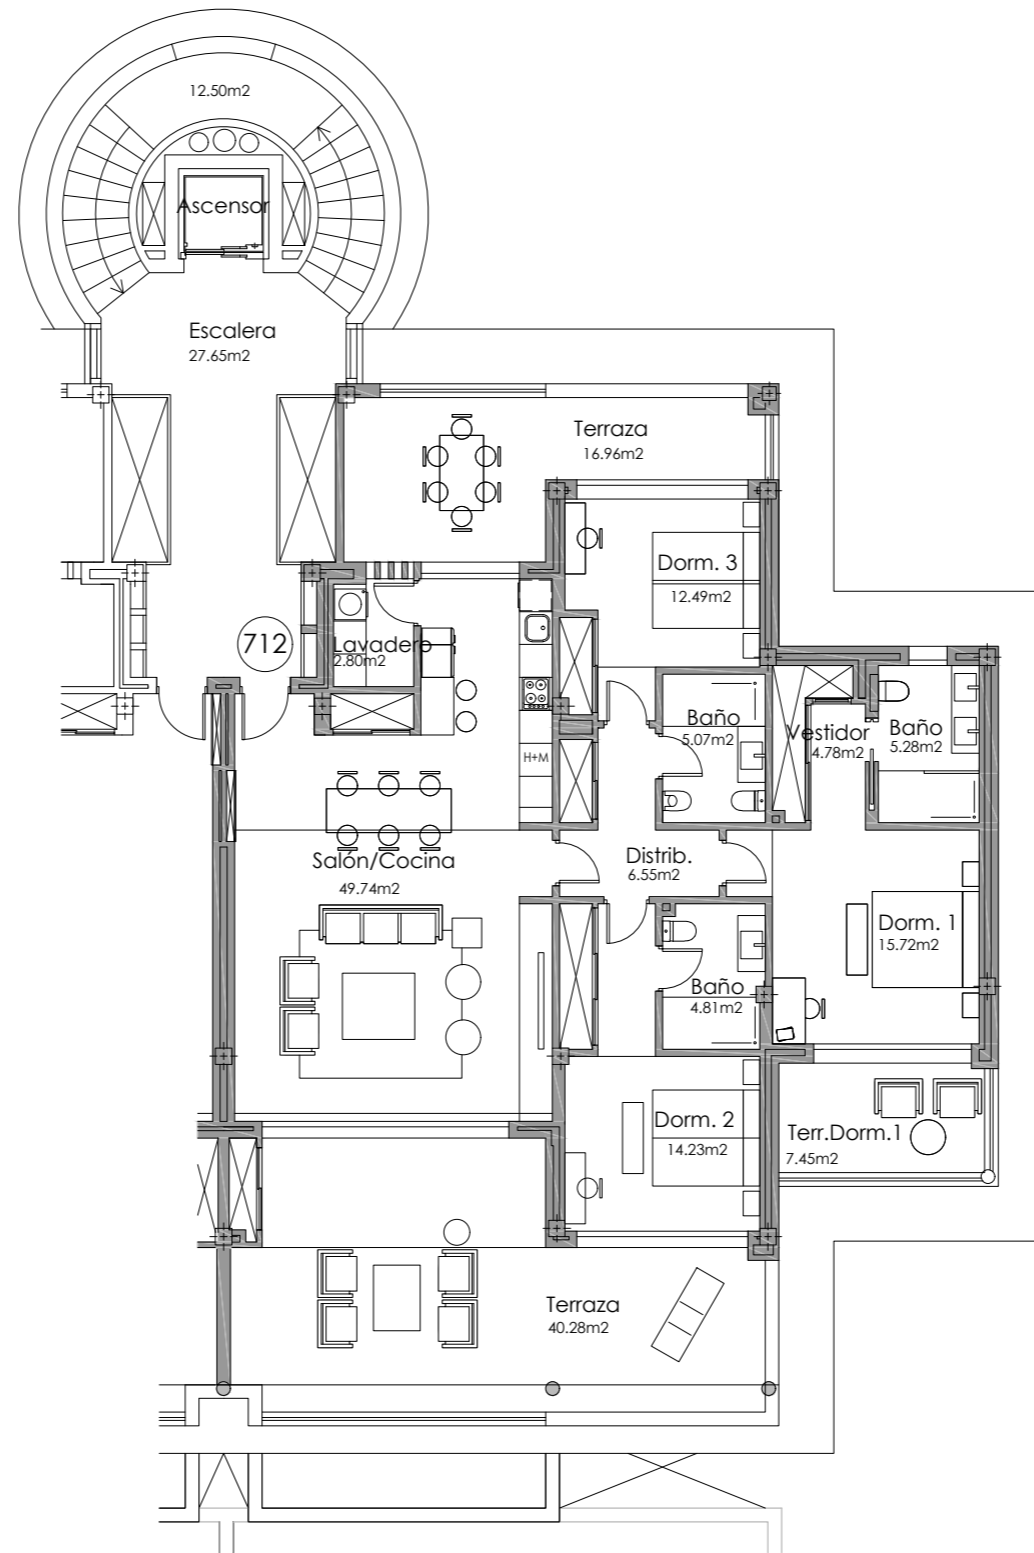 12.50m2
Ascensor
Escalera
27.65m2
Terraza
16.96m2
Dorm. 3
12.49m2
712
Lavadero
2.80m2
Baño
5.07m2
Vestidor
4.78m2
Baño
5.28m2
H+M
Salón/Cocina
49.74m2
Distrib.
6.55m2
Dorm. 1
15.72m2
Baño
4.81m2
Dorm. 2
14.23m2
Terr.Dorm.1
7.45m2
Terraza
40.28m2